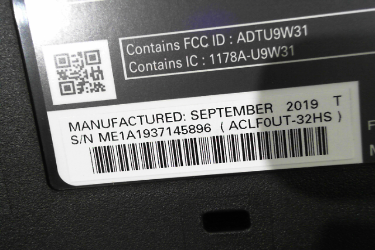 Contains FCC ID : ADTU9W31
Contains IC : 1178A-U9W31
MANUFACTURED: SEPTEMBER 2019 T
S/N ME1A1937145896 ( ACLF0UT-32HS )